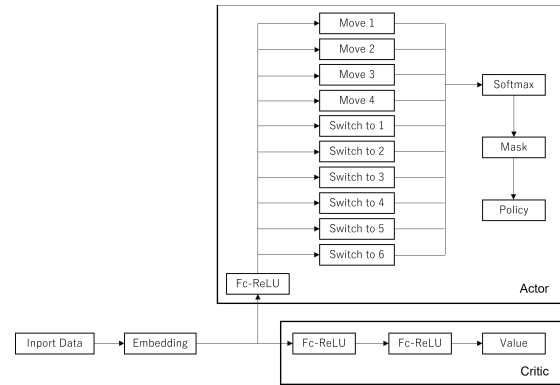 Move 1
Move 2
Move 3
Move 4
Switch to 1
Switch to 2
Switch to 3
Switch to 4
Switch to 5
Switch to 6
Softmax
Mask
Policy
Fc-ReLU
Actor
Inport Data
Embedding
Fc-ReLU
Fc-ReLU
Value
Critic